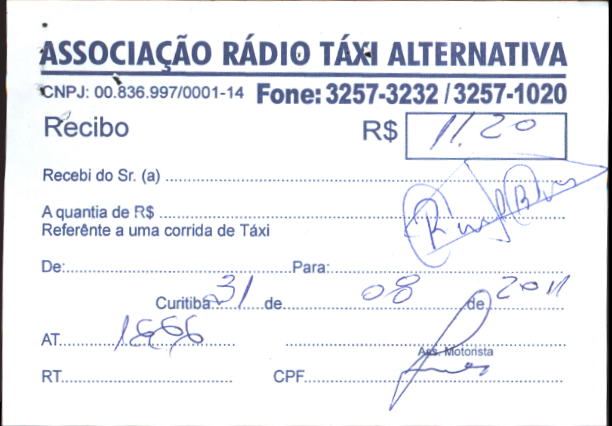 ASSOCIAÇÃO RÁDIO TÁXI ALTERNATIVA
CNPJ: 00.836.997/0001-14 Fone: 3257-3232 / 3257-1020
Recibo R$ 11.20
Recebi do Sr. (a)
A quantia de R$
Referênte a uma corrida de Táxi
De: Para:
Curitiba 31 de 08 de 2011
AT. 1666
Ass. Motorista
RT. CPF.